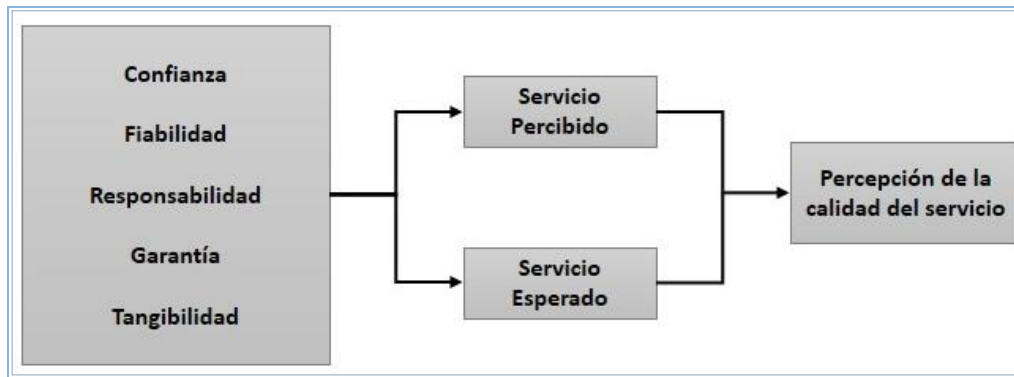 Confianza
Fiabilidad
Responsabilidad
Garantía
Tangibilidad
Servicio
Percibido
Servicio
Esperado
Percepción de la
calidad del servicio